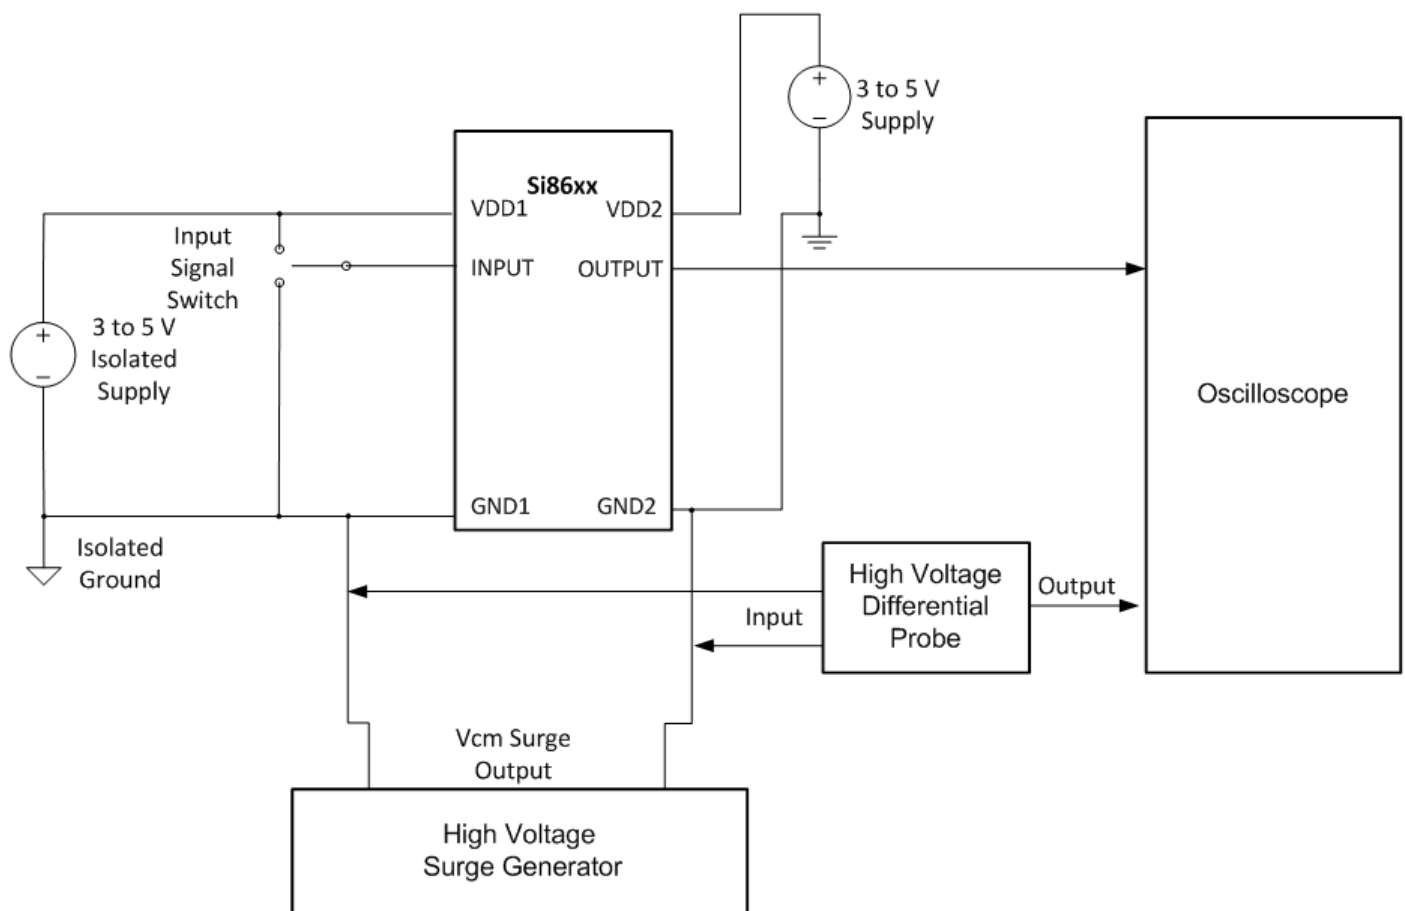 3 to 5 V
Supply
Si86xx
VDD1
VDD2
Input
Signal
Switch
INPUT
OUTPUT
3 to 5 V
Isolated
Supply
+
−
+
−
Oscilloscope
GND1
GND2
Isolated
Ground
High Voltage
Differential
Probe
Input
Output
Vcm Surge
Output
High Voltage
Surge Generator